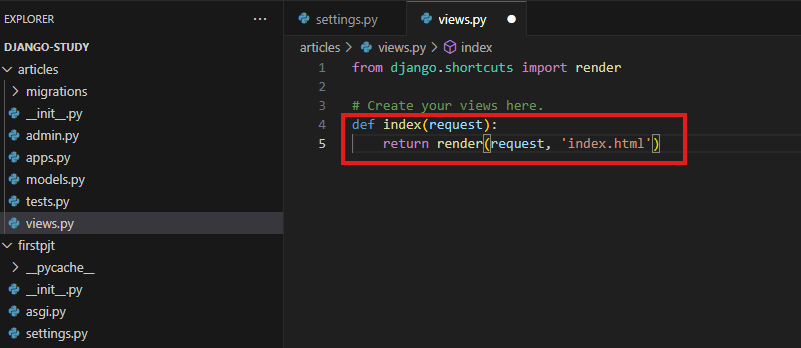 EXPLORER
···
DJANGO-STUDY
articles
migrations
__init__.py
admin.py
apps.py
models.py
tests.py
views.py
firstpjt
__pycache__
__init__.py
asgi.py
settings.py
settings.py
views.py
articles > views.py > index
1 from django.shortcuts import render
2
3 # Create your views here.
4 def index(request):
5     return render(request, 'index.html')